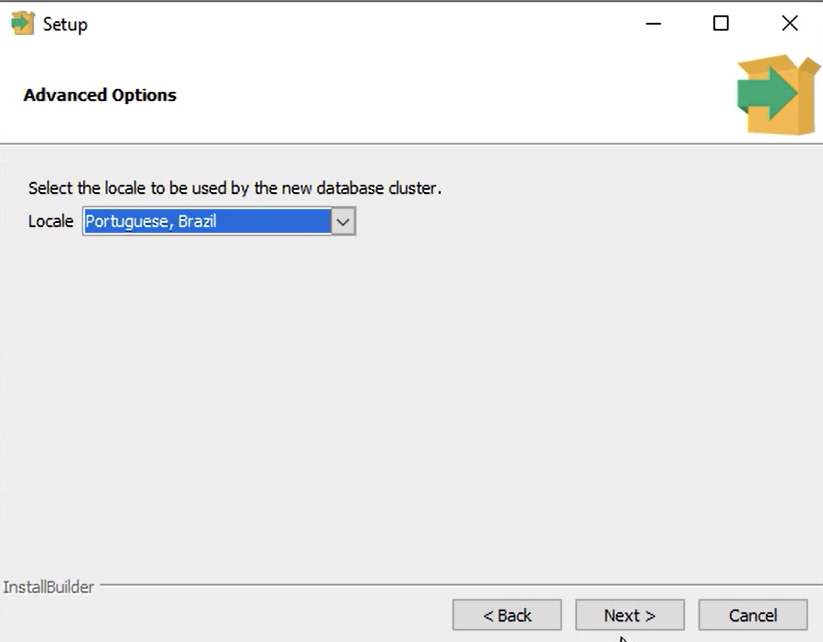 Setup
Advanced Options
Select the locale to be used by the new database cluster.
Locale Portuguese, Brazil
InstallBuilder
< Back Next > Cancel